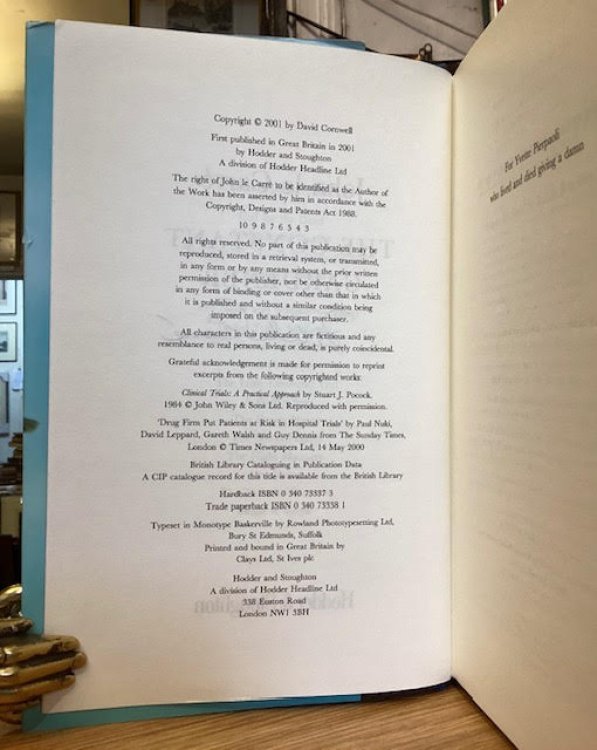 Copyright © 2001 by David Cornwell
First published in Great Britain in 2001
by Hodder and Stoughton
A division of Hodder Headline Ltd
The right of John le Carré to be identified as the Author of
the Work has been asserted by him in accordance with the
Copyright, Designs and Patents Act 1988.
10 9 8 7 6 5 4 3
All rights reserved. No part of this publication may be
reproduced, stored in a retrieval system, or transmitted,
in any form or by any means without the prior written
permission of the publisher, nor be otherwise circulated
in any form of binding or cover other than that in which
it is published and without a similar condition being
imposed on the subsequent purchaser.
All characters in this publication are fictitious and any
resemblance to real persons, living or dead, is purely coincidental.
Grateful acknowledgement is made for permission to reprint
excerpts from the following copyrighted works:
Clinical Trials: A Practical Approach by Stuart J. Pocock.
1984 © John Wiley & Sons Ltd. Reproduced with permission.
'Drug Firm Put Patients at Risk in Hospital Trials' by Paul Nuki,
David Leppard, Gareth Walsh and Guy Dennis from The Sunday Times,
London © Times Newspapers Ltd, 14 May 2000
British Library Cataloguing in Publication Data
A CIP catalogue record for this title is available from the British Library
Hardback ISBN 0 340 73337 3
Trade paperback ISBN 0 340 73338 1
Typeset in Monotype Baskerville by Rowland Phototypesetting Ltd,
Bury St Edmunds, Suffolk
Printed and bound in Great Britain by
Clays Ltd, St Ives plc
Hodder and Stoughton
A division of Hodder Headline Ltd
338 Euston Road
London NW1 3BH
For Yvette Pierpaoli
who lived and died giving a damn